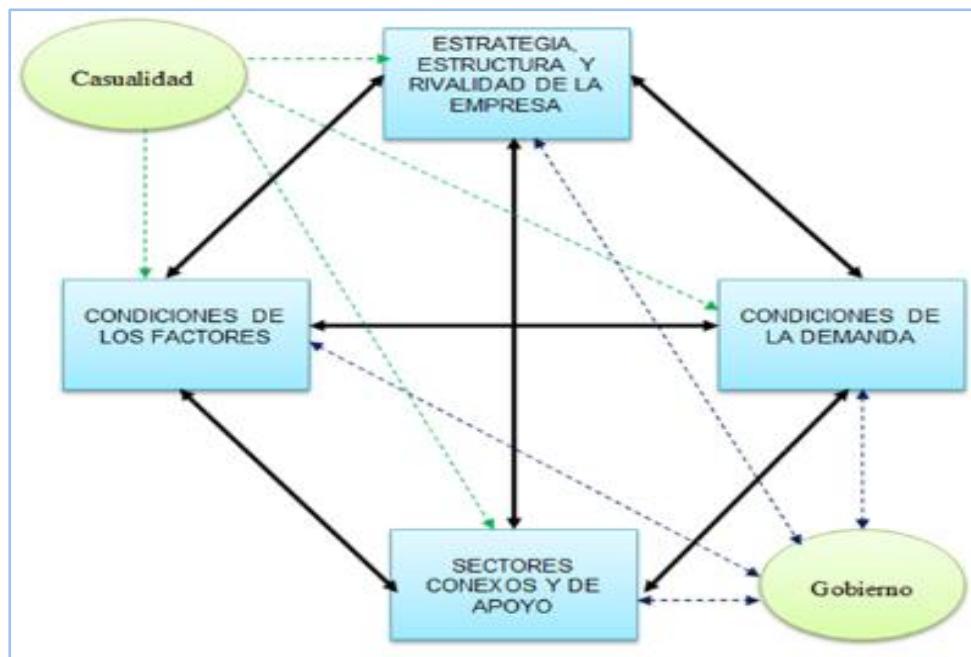 Casualidad
ESTRATEGIA,
ESTRUCTURA Y
RIVALIDAD DE LA
EMPRESA
CONDICIONES DE
LOS FACTORES
CONDICIONES DE
LA DEMANDA
SECTORES
CONEXOS Y DE
APOYO
Gobierno